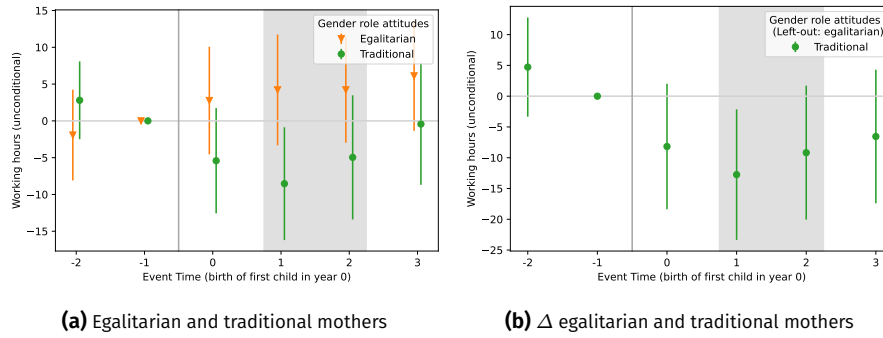 Gender role attitudes
Egalitarian
Traditional
Working hours (unconditional)
15
10
5
0
-5
-10
-15
-2
-1
0
1
2
3
Event Time (birth of first child in year 0)
(a) Egalitarian and traditional mothers
Gender role attitudes
(Left-out: egalitarian)
Traditional
Working hours (unconditional)
10
5
0
-5
-10
-15
-20
-25
-2
-1
0
1
2
3
Event Time (birth of first child in year 0)
(b) Δ egalitarian and traditional mothers